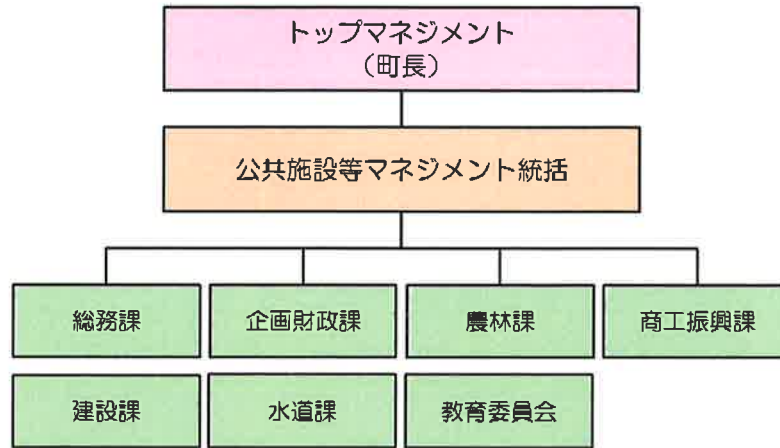 トップマネジメント
（町長）
公共施設等マネジメント統括
総務課
企画財政課
農林課
商工振興課
建設課
水道課
教育委員会